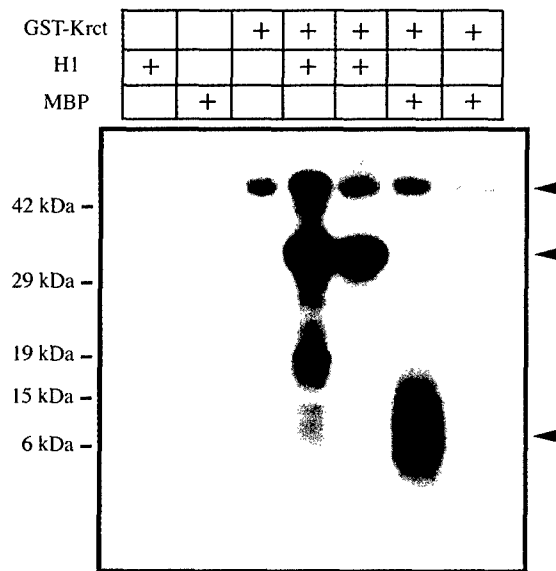 GST-Krct + + + + +
H1 + + +
MBP + + +
42 kDa –
29 kDa –
19 kDa –
15 kDa –
6 kDa –